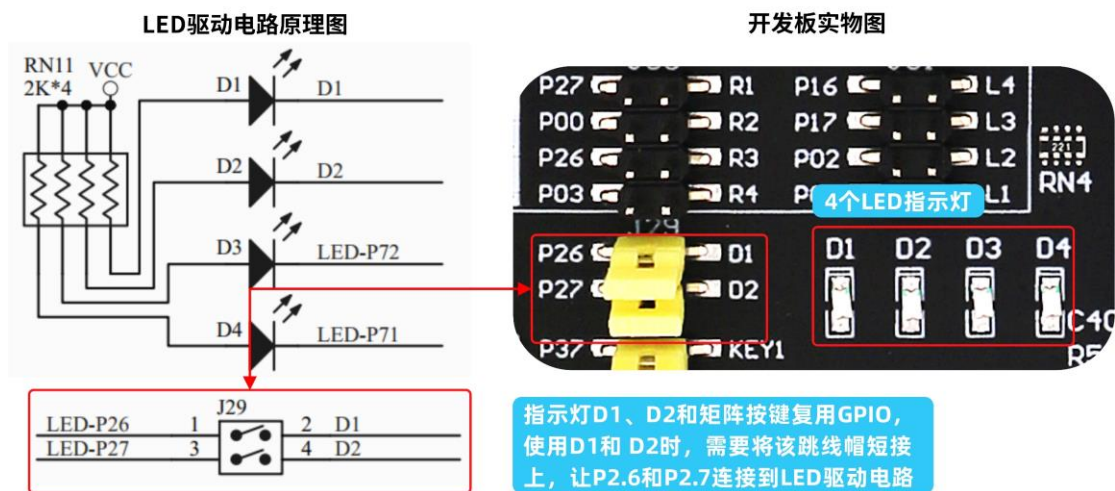 LED驱动电路原理图
开发板实物图
RN11 VCC
2K*4
D1 D1
D2 D2
D3 LED-P72
D4 LED-P71
J29
LED-P26 1 2 D1
LED-P27 3 4 D2
P27 R1 P16 L4
P00 R2 P17 L3
P26 R3 P02 L2
P03 R4 L1
221
RN4
4个LED指示灯
J29
P26 D1
P27 D2
D1 D2 D3 D4
P37 KEY1
C40
指示灯D1、D2和矩阵按键复用GPIO，
使用D1和 D2时，需要将该跳线帽短接
上，让P2.6和P2.7连接到LED驱动电路